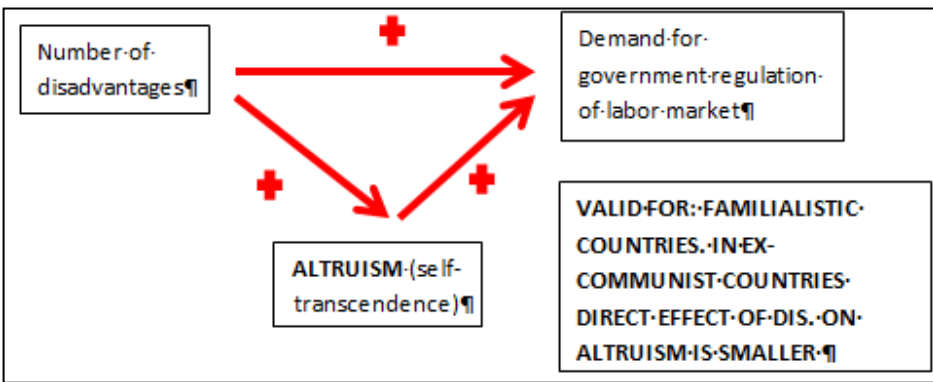 Number·of·
disadvantages¶
Demand·for·
government·regulation·
of·labor·market¶
ALTRUISM·(self-
transcendence)¶
VALID·FOR:·FAMILIALISTIC·
COUNTRIES.·IN·EX-
COMMUNIST·COUNTRIES·
DIRECT·EFFECT·OF·DIS.·ON·
ALTRUISM·IS·SMALLER·¶